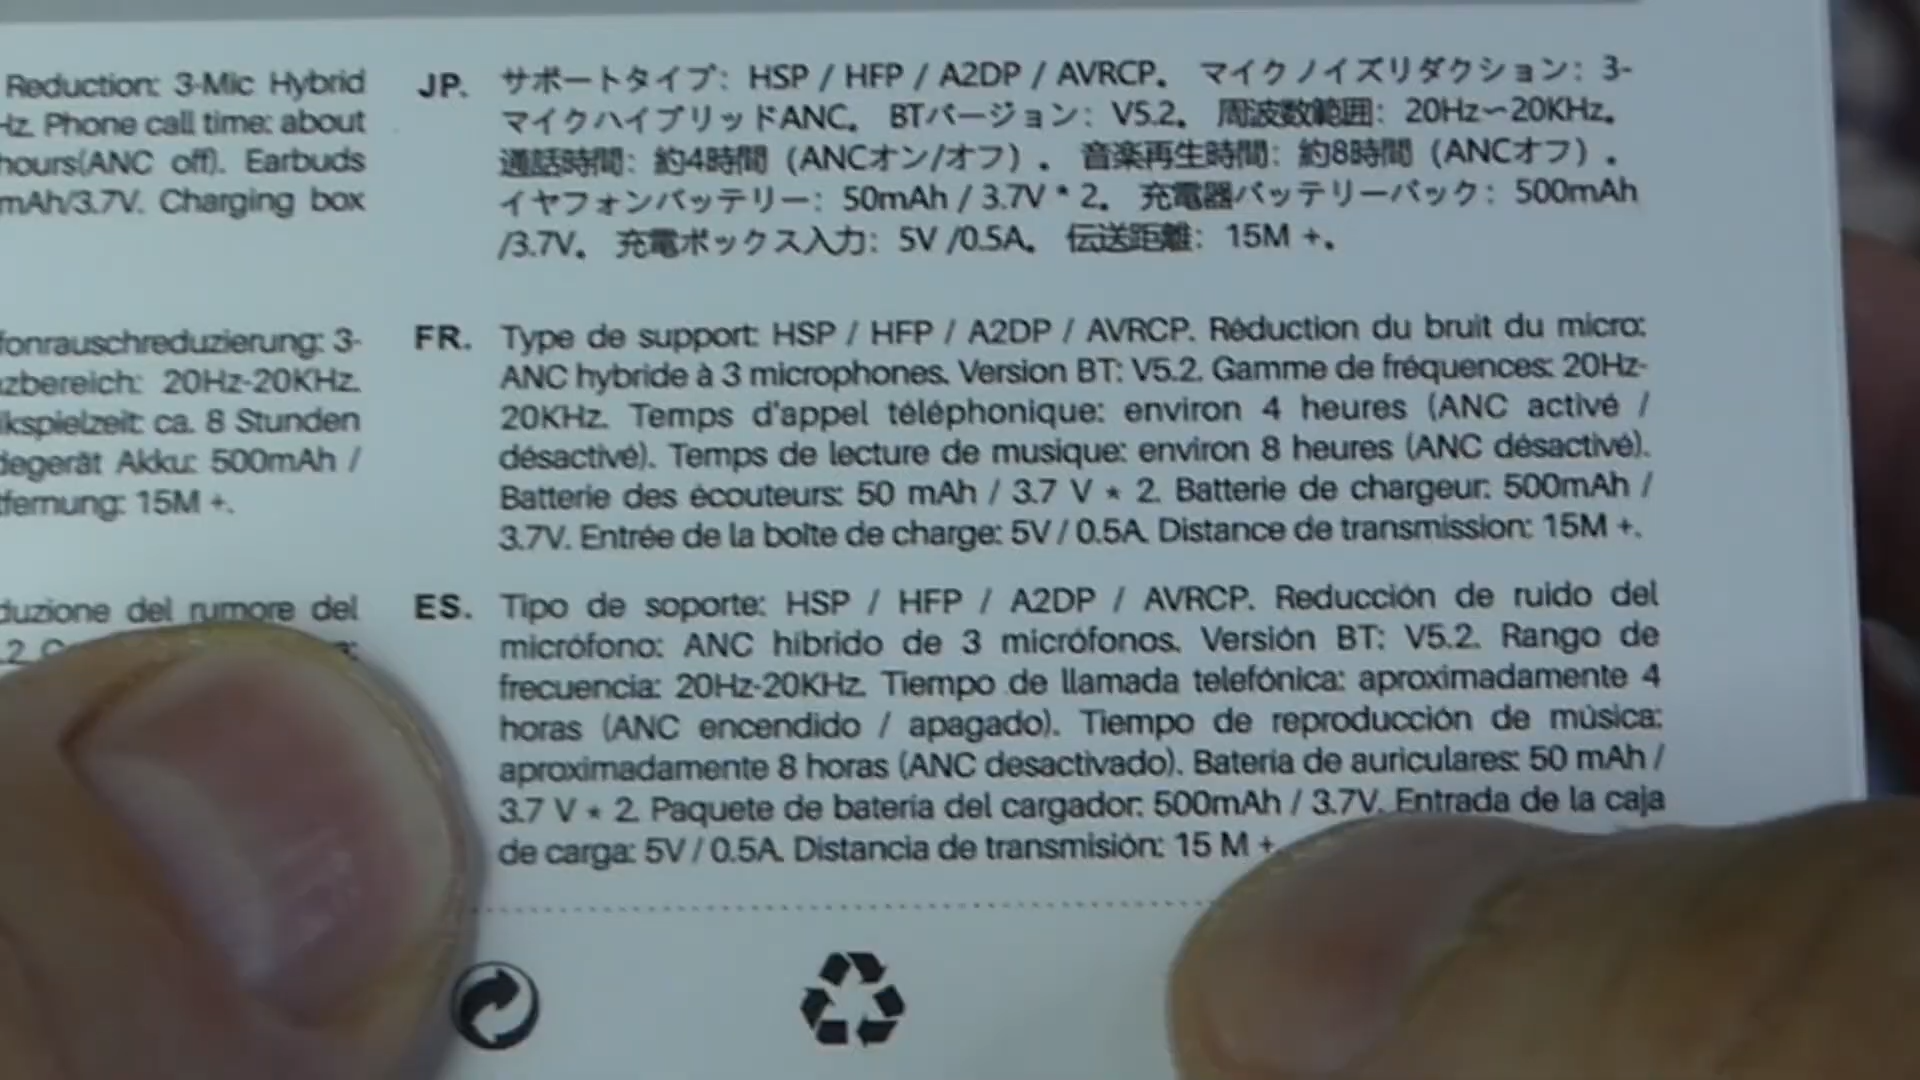 Reduction: 3-Mic Hybrid
Hz. Phone call time: about
hours(ANC off). Earbuds
mAh/3.7V. Charging box
fonrauschreduzierung: 3-
zbereich: 20Hz-20KHz.
ikspielzeit: ca. 8 Stunden
degerät Akku: 500mAh /
tfernung: 15M +.
duzione del rumore del
JP. サポートタイプ: HSP / HFP / A2DP / AVRCP。 マイクノイズリダクション: 3-
マイクハイブリッドANC。 BTバージョン: V5.2。 周波数範囲: 20Hz〜20KHz。
通話時間: 約4時間 (ANCオン/オフ) . 音楽再生時間: 約8時間 (ANCオフ) .
イヤフォンバッテリー: 50mAh / 3.7V * 2。 充電器バッテリーパック: 500mAh
/3.7V。 充電ボックス入力: 5V /0.5A。 伝送距離: 15M +。
FR. Type de support: HSP / HFP / A2DP / AVRCP. Réduction du bruit du micro:
ANC hybride à 3 microphones. Version BT: V5.2. Gamme de fréquences: 20Hz-
20KHz. Temps d'appel téléphonique: environ 4 heures (ANC activé /
désactivé). Temps de lecture de musique: environ 8 heures (ANC désactivé).
Batterie des écouteurs: 50 mAh / 3.7 V * 2. Batterie de chargeur: 500mAh /
3.7V. Entrée de la boîte de charge: 5V / 0.5A. Distance de transmission: 15M +.
ES. Tipo de soporte: HSP / HFP / A2DP / AVRCP. Reducción de ruido del
micrófono: ANC híbrido de 3 micrófonos. Versión BT: V5.2. Rango de
frecuencia: 20Hz-20KHz. Tiempo de llamada telefónica: aproximadamente 4
horas (ANC encendido / apagado). Tiempo de reproducción de música:
aproximadamente 8 horas (ANC desactivado). Batería de auriculares: 50 mAh /
3.7 V * 2. Paquete de batería del cargador: 500mAh / 3.7V. Entrada de la caja
de carga: 5V / 0.5A. Distancia de transmisión: 15 M +